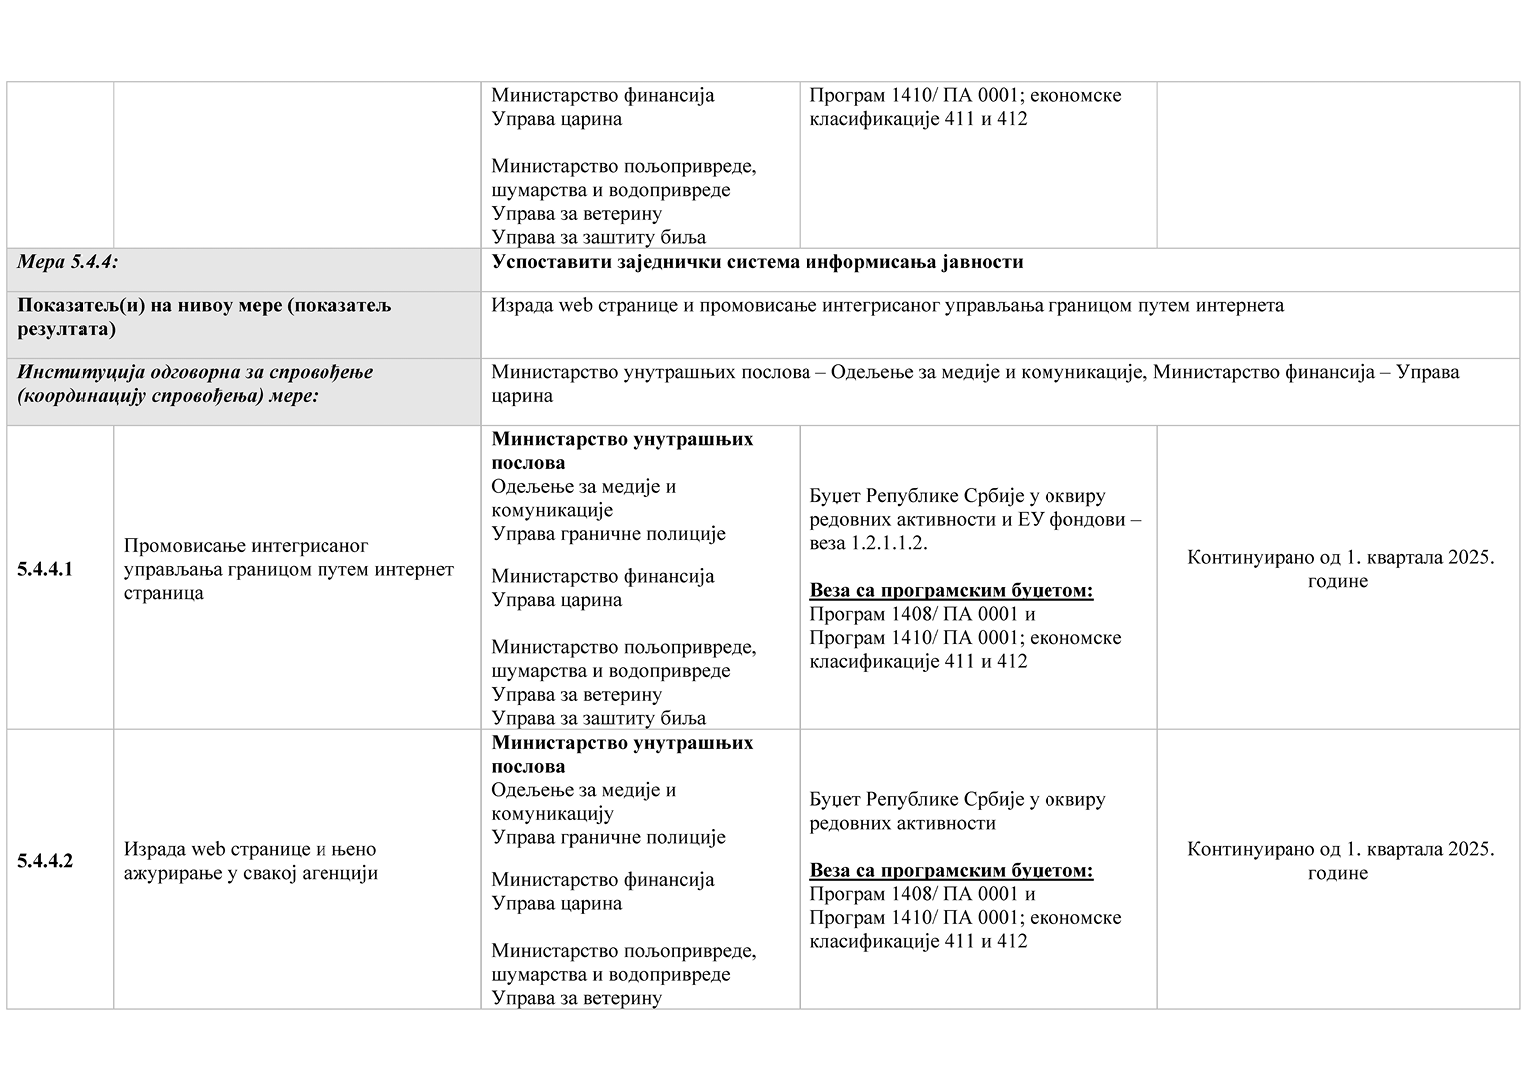 Министарство финансија
Управа царина
Министарство пољопривреде,
шумарства и водопривреде
Управа за ветерину
Управа за заштиту биља
Програм 1410/ ПА 0001; економске
класификације 411 и 412
Мера 5.4.4:
Успоставити заједнички система информисања јавности
Показатељ(и) на нивоу мере (показатељ
резултата)
Израда web странице и промовисање интегрисаног управљања границом путем интернета
Институција одговорна за спровођење
(координацију спровођења) мере:
Министарство унутрашњих послова – Одељење за медије и комуникације, Министарство финансија – Управа
царина
5.4.4.1
Промовисање интегрисаног
управљања границом путем интернет
страница
Министарство унутрашњих
послова
Одељење за медије и
комуникације
Управа граничне полиције
Министарство финансија
Управа царина
Министарство пољопривреде,
шумарства и водопривреде
Управа за ветерину
Управа за заштиту биља
Буџет Републике Србије у оквиру
редовних активности и ЕУ фондови –
веза 1.2.1.1.2.
Веза са програмским буџетом:
Програм 1408/ ПА 0001 и
Програм 1410/ ПА 0001; економске
класификације 411 и 412
Континуирано од 1. квартала 2025.
године
5.4.4.2
Израда web странице и њено
ажурирање у свакој агенцији
Министарство унутрашњих
послова
Одељење за медије и
комуникацију
Управа граничне полиције
Министарство финансија
Управа царина
Министарство пољопривреде,
шумарства и водопривреде
Управа за ветерину
Буџет Републике Србије у оквиру
редовних активности
Веза са програмским буџетом:
Програм 1408/ ПА 0001 и
Програм 1410/ ПА 0001; економске
класификације 411 и 412
Континуирано од 1. квартала 2025.
године